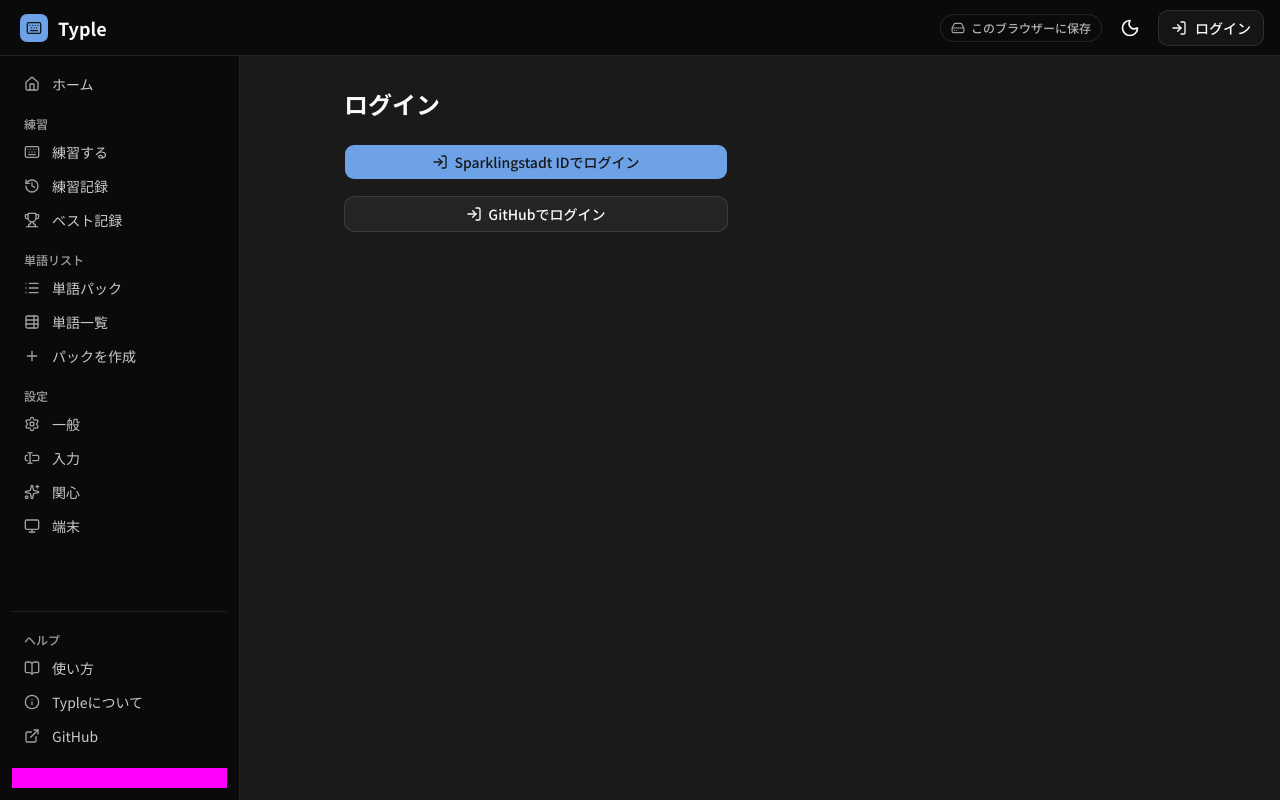 Typle
このブラウザーに保存
ログイン
ホーム
練習
練習する
練習記録
ベスト記録
単語リスト
単語パック
単語一覧
パックを作成
設定
一般
入力
関心
端末
ヘルプ
使い方
Typleについて
GitHub
ログイン
Sparklingstadt IDでログイン
GitHubでログイン